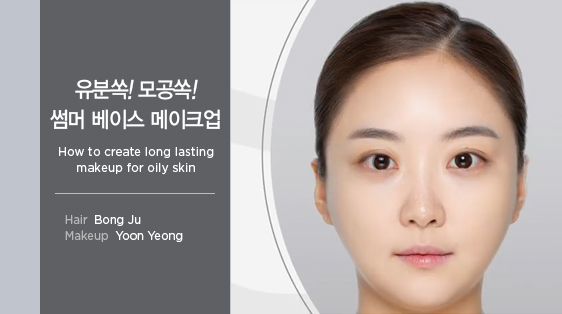 유분쏙! 모공쏙!
썸머 베이스 메이크업
How to create long lasting
makeup for oily skin
Hair Bong Ju
Makeup Yoon Yeong